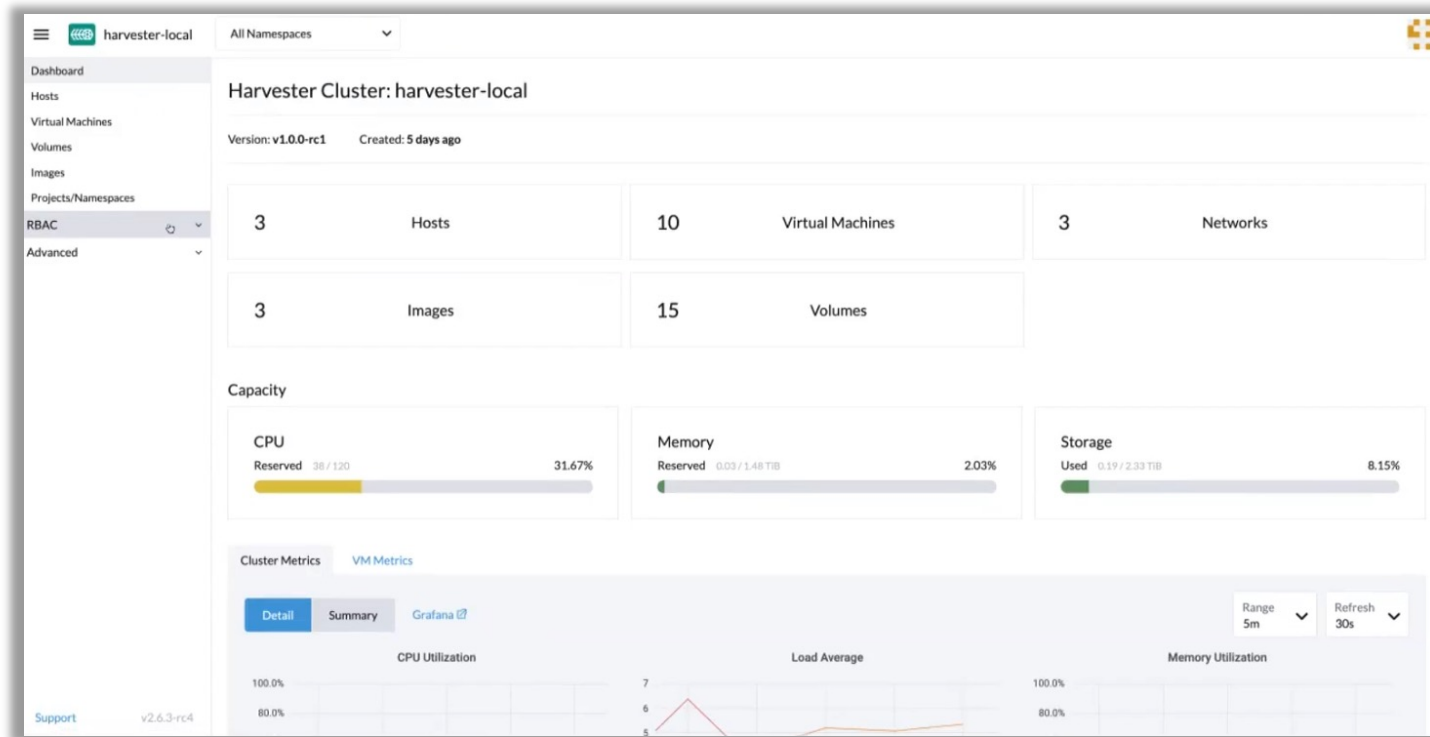 harvester-local All Namespaces
Dashboard
Hosts
Virtual Machines
Volumes
Images
Projects/Namespaces
RBAC
Advanced
Support v2.6.3-rc4
Harvester Cluster: harvester-local
Version: v1.0.0-rc1 Created: 5 days ago
3 Hosts
10 Virtual Machines
3 Networks
3 Images
15 Volumes
Capacity
CPU
Reserved 38 / 120 31.67%
Memory
Reserved 0.03 / 1.48 TiB 2.03%
Storage
Used 0.19 / 2.33 TiB 8.15%
Cluster Metrics VM Metrics
Detail Summary Grafana
Range
5m
Refresh
30s
CPU Utilization
100.0%
80.0%
Load Average
7
6
5
Memory Utilization
100.0%
80.0%